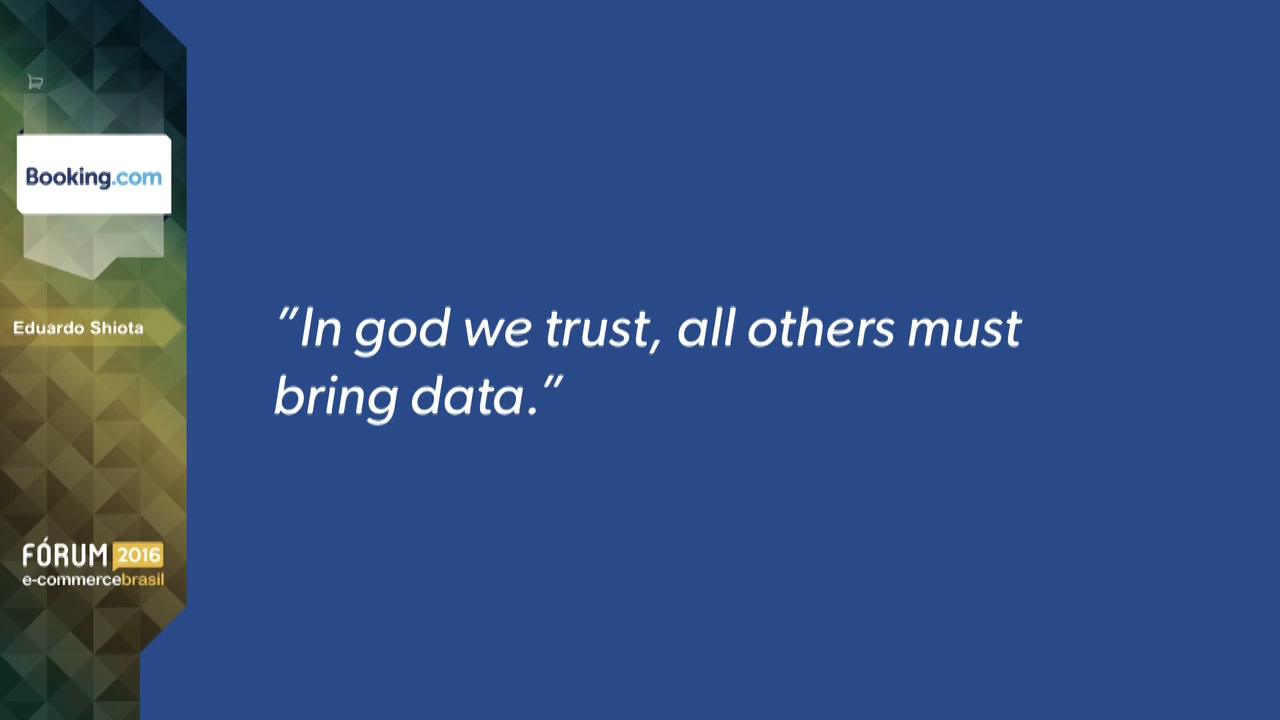 Booking.com
Eduardo Shiota
FÓRUM 2016
e-commercebrasil
"In god we trust, all others must
bring data."